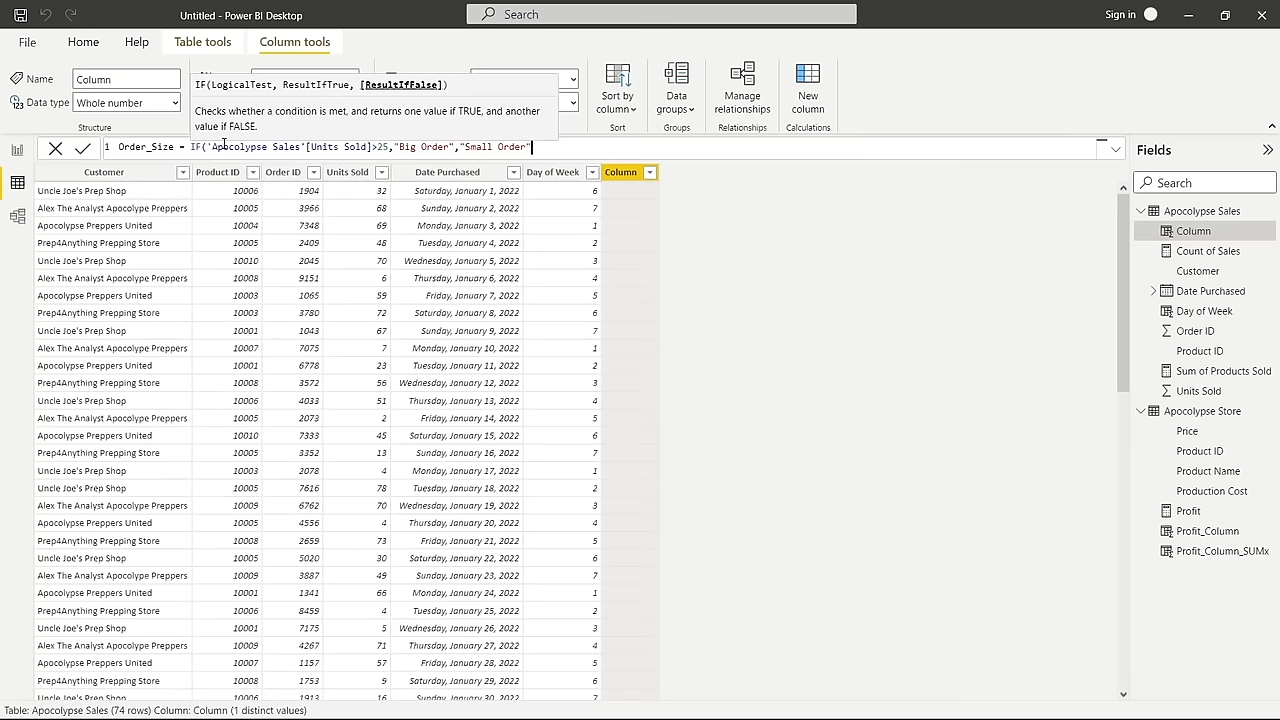 Untitled - Power BI Desktop
Search
Sign in
File
Home
Help
Table tools
Column tools
Name
Column
Data type
Whole number
Structure
IF(LogicalTest, ResultIfTrue, [ResultIfFalse])
Checks whether a condition is met, and returns one value if TRUE, and another
value if FALSE.
Sort by
column
Sort
Data
groups
Groups
Manage
relationships
Relationships
New
column
Calculations
1 Order_Size = IF('Apocolypse Sales'[Units Sold]>25,"Big Order","Small Order"
Customer Product ID Order ID Units Sold Date Purchased Day of Week Column
Uncle Joe's Prep Shop 10006 1904 32 Saturday, January 1, 2022 6
Alex The Analyst Apocolype Preppers 10005 3966 68 Sunday, January 2, 2022 7
Apocolypse Preppers United 10004 7348 69 Monday, January 3, 2022 1
Prep4Anything Prepping Store 10005 2409 48 Tuesday, January 4, 2022 2
Uncle Joe's Prep Shop 10010 2045 70 Wednesday, January 5, 2022 3
Alex The Analyst Apocolype Preppers 10008 9151 6 Thursday, January 6, 2022 4
Apocolypse Preppers United 10003 1065 59 Friday, January 7, 2022 5
Prep4Anything Prepping Store 10003 3780 72 Saturday, January 8, 2022 6
Uncle Joe's Prep Shop 10001 1043 67 Sunday, January 9, 2022 7
Alex The Analyst Apocolype Preppers 10007 7075 7 Monday, January 10, 2022 1
Apocolypse Preppers United 10001 6778 23 Tuesday, January 11, 2022 2
Prep4Anything Prepping Store 10008 3572 56 Wednesday, January 12, 2022 3
Uncle Joe's Prep Shop 10006 4033 51 Thursday, January 13, 2022 4
Alex The Analyst Apocolype Preppers 10005 2073 2 Friday, January 14, 2022 5
Apocolypse Preppers United 10010 7333 45 Saturday, January 15, 2022 6
Prep4Anything Prepping Store 10005 3352 13 Sunday, January 16, 2022 7
Uncle Joe's Prep Shop 10003 2078 4 Monday, January 17, 2022 1
Uncle Joe's Prep Shop 10005 7616 78 Tuesday, January 18, 2022 2
Alex The Analyst Apocolype Preppers 10009 6762 70 Wednesday, January 19, 2022 3
Apocolypse Preppers United 10005 4556 4 Thursday, January 20, 2022 4
Prep4Anything Prepping Store 10008 2659 73 Friday, January 21, 2022 5
Uncle Joe's Prep Shop 10005 5020 30 Saturday, January 22, 2022 6
Alex The Analyst Apocolype Preppers 10009 3887 49 Sunday, January 23, 2022 7
Apocolypse Preppers United 10001 1341 66 Monday, January 24, 2022 1
Prep4Anything Prepping Store 10006 8459 4 Tuesday, January 25, 2022 2
Uncle Joe's Prep Shop 10001 7175 5 Wednesday, January 26, 2022 3
Alex The Analyst Apocolype Preppers 10009 4267 71 Thursday, January 27, 2022 4
Apocolypse Preppers United 10007 1157 57 Friday, January 28, 2022 5
Prep4Anything Prepping Store 10008 1753 9 Saturday, January 29, 2022 6
Uncle Joe's Prep Shop 10006 1913 16 Sunday, January 30, 2022 7
Table: Apocolypse Sales (74 rows) Column: Column (1 distinct values)
Fields
Search
Apocolypse Sales
Column
Count of Sales
Customer
Date Purchased
Day of Week
Order ID
Product ID
Sum of Products Sold
Units Sold
Apocolypse Store
Price
Product ID
Product Name
Production Cost
Profit
Profit_Column
Profit_Column_SUMx